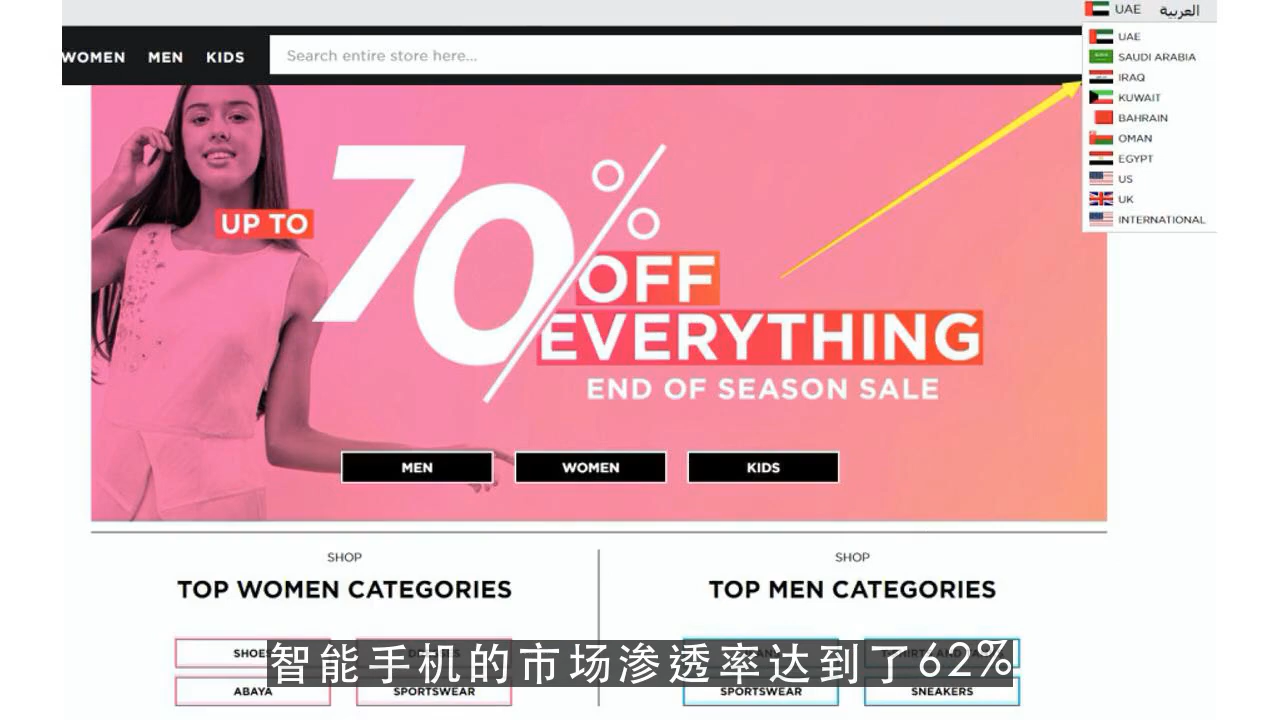 UAE العربية
WOMEN MEN KIDS Search entire store here...
UAE
SAUDI ARABIA
IRAQ
KUWAIT
BAHRAIN
OMAN
EGYPT
US
UK
INTERNATIONAL
UP TO 70%
OFF
EVERYTHING
END OF SEASON SALE
MEN WOMEN KIDS
SHOP
TOP WOMEN CATEGORIES
SHOP
TOP MEN CATEGORIES
智能手机的市场渗透率达到了62%
ABAYA SPORTSWEAR SPORTSWEAR SNEAKERS